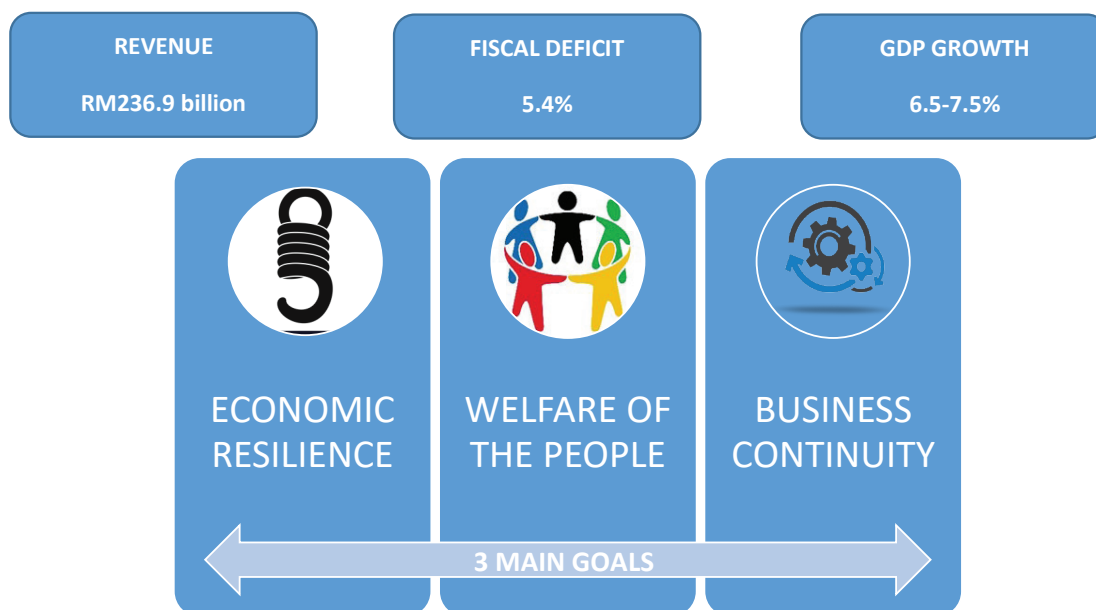 REVENUE
RM236.9 billion
FISCAL DEFICIT
5.4%
GDP GROWTH
6.5-7.5%
ECONOMIC
RESILIENCE
WELFARE OF
THE PEOPLE
BUSINESS
CONTINUITY
3 MAIN GOALS